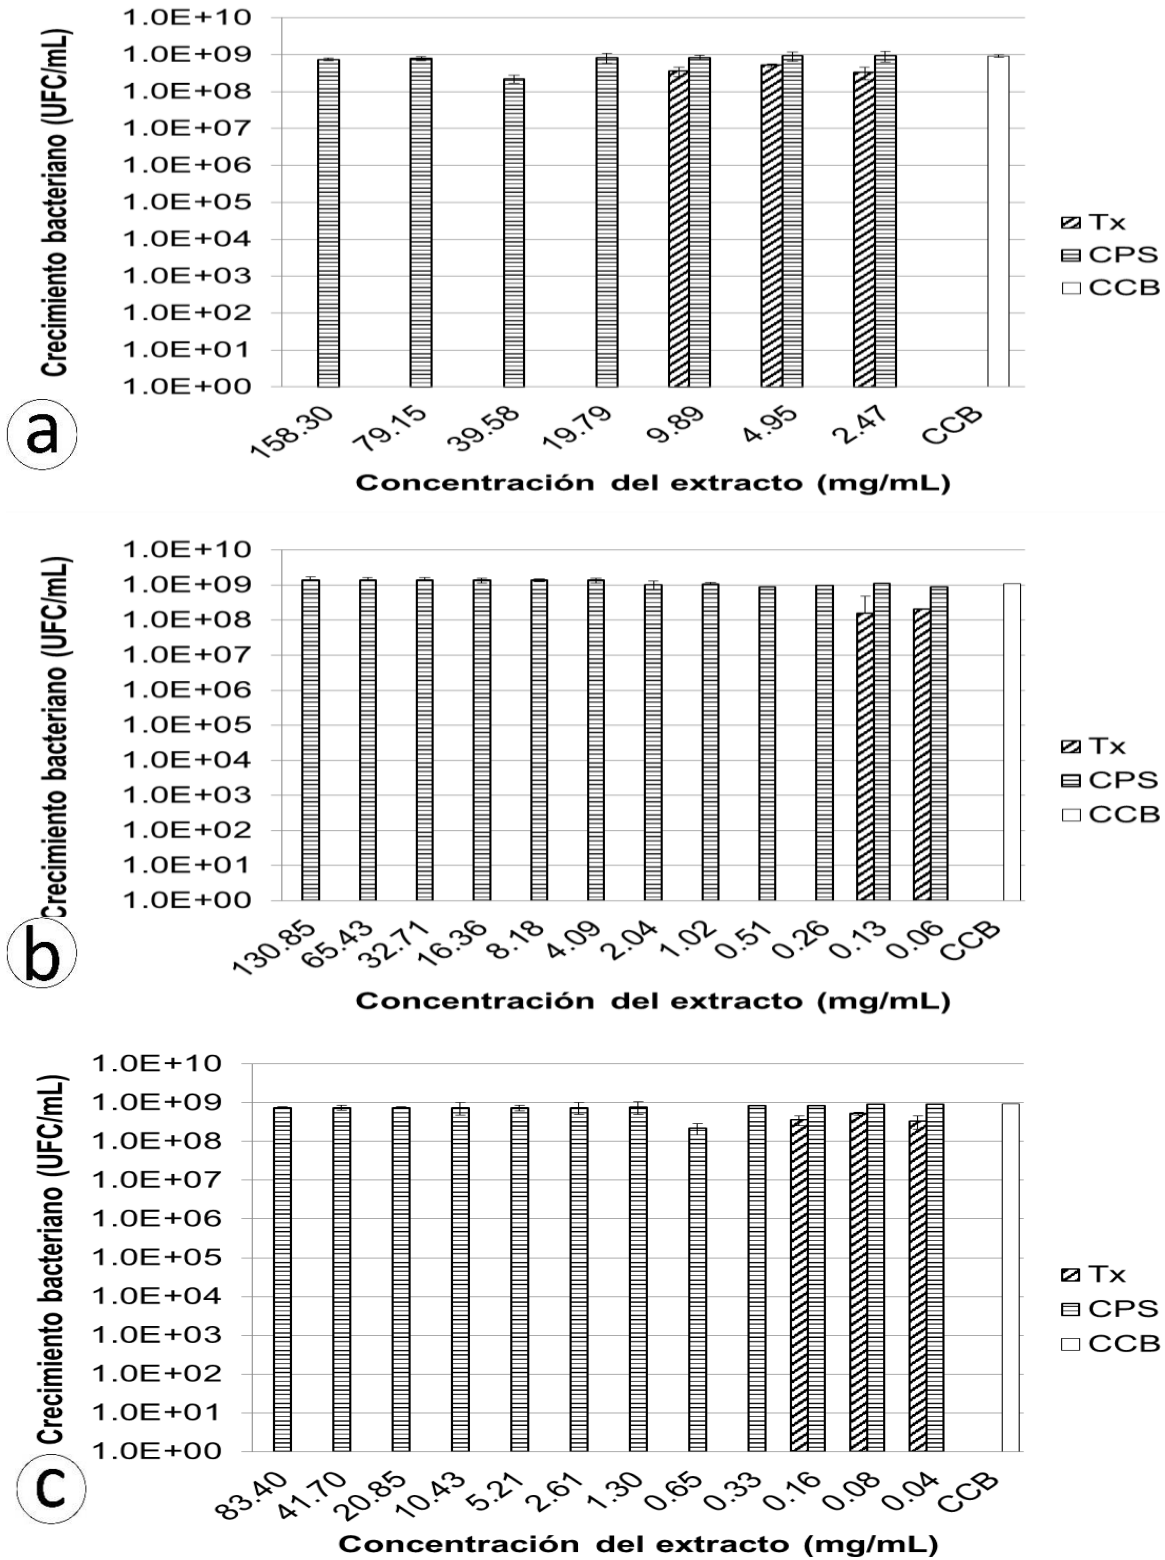 Crecimiento bacteriano (UFC/mL)
1.0E+10
1.0E+09
1.0E+08
1.0E+07
1.0E+06
1.0E+05
1.0E+04
1.0E+03
1.0E+02
1.0E+01
1.0E+00
158.30 79.15 39.58 19.79 9.89 4.95 2.47 CCB
Concentración del extracto (mg/mL)
Tx
CPS
CCB
a
Crecimiento bacteriano (UFC/mL)
1.0E+10
1.0E+09
1.0E+08
1.0E+07
1.0E+06
1.0E+05
1.0E+04
1.0E+03
1.0E+02
1.0E+01
1.0E+00
130.85 65.43 32.71 16.36 8.18 4.09 2.04 1.02 0.51 0.26 0.13 0.06 CCB
Concentración del extracto (mg/mL)
Tx
CPS
CCB
b
Crecimiento bacteriano (UFC/mL)
1.0E+10
1.0E+09
1.0E+08
1.0E+07
1.0E+06
1.0E+05
1.0E+04
1.0E+03
1.0E+02
1.0E+01
1.0E+00
83.40 41.70 20.85 10.43 5.21 2.61 1.30 0.65 0.33 0.16 0.08 0.04 CCB
Concentración del extracto (mg/mL)
Tx
CPS
CCB
c